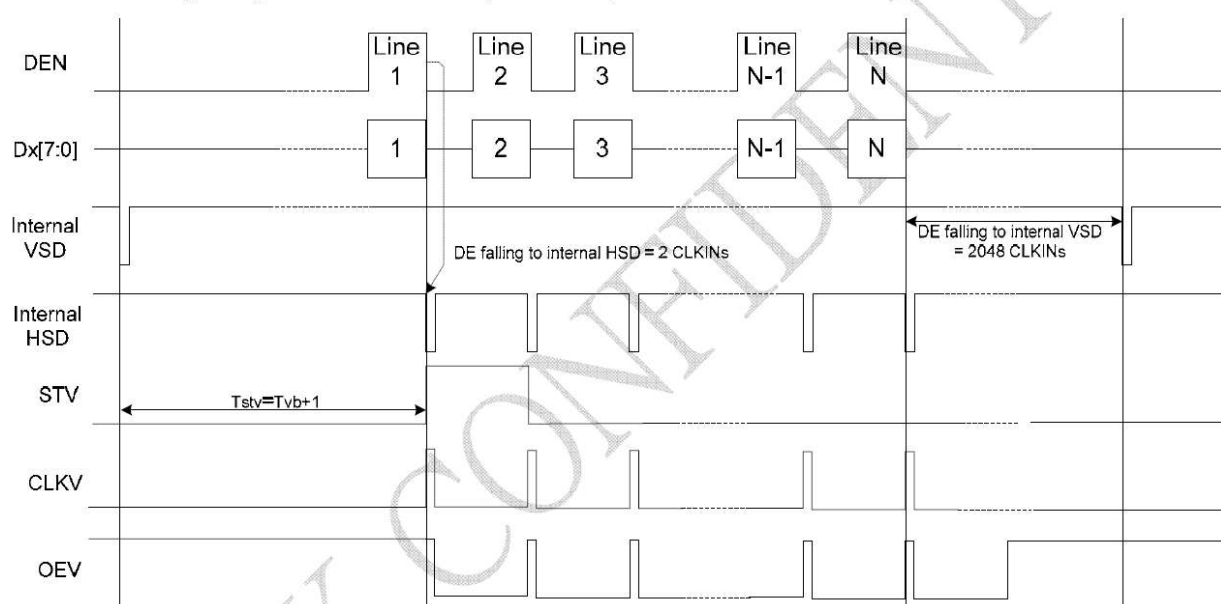 DEN
Line
1
Line
2
Line
3
Line
N-1
Line
N
Dx[7:0]
1
2
3
N-1
N
Internal
VSD
DE falling to internal HSD = 2 CLKINs
DE falling to internal VSD
= 2048 CLKINs
Internal
HSD
STV
Tstv=Tvb+1
CLKV
OEV
CONFIDENT